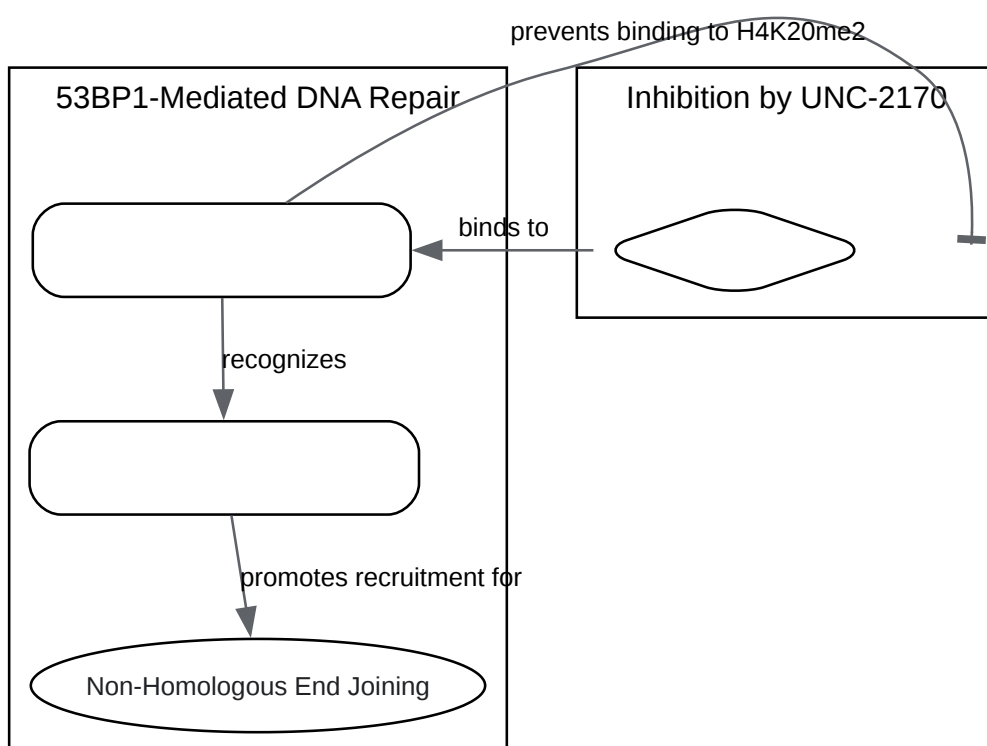 prevents binding to H4K20me2
53BP1-Mediated DNA Repair
Inhibition by UNC-2170
binds to
recognizes
promotes recruitment for
Non-Homologous End Joining